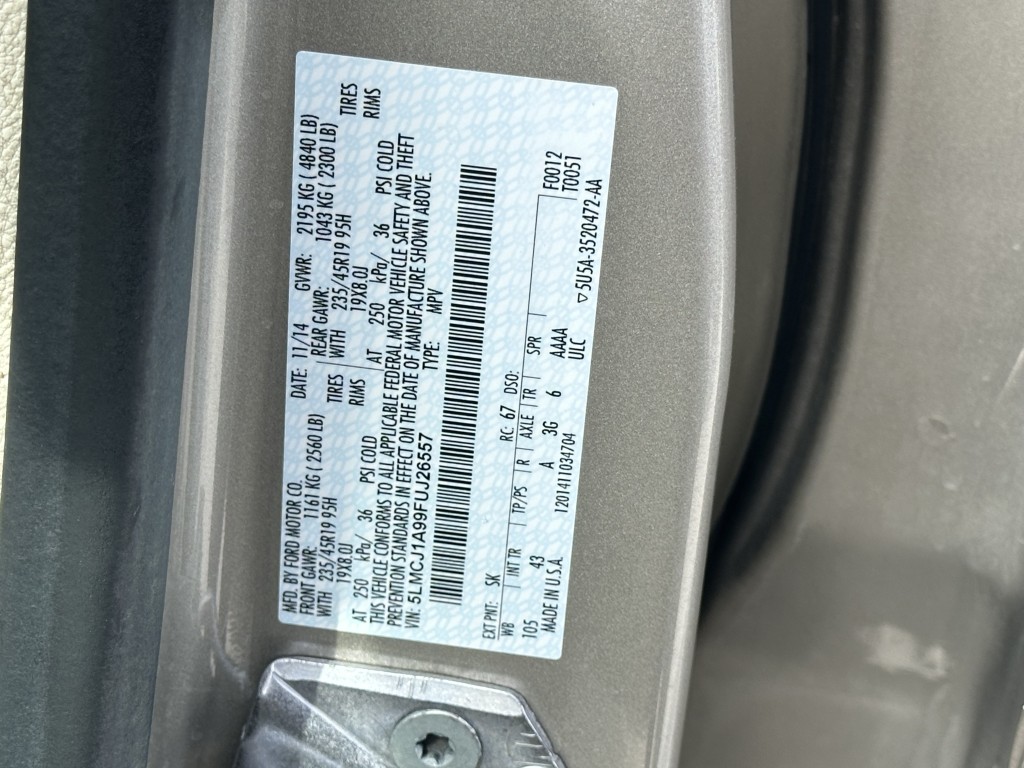 MFD. BY FORD MOTOR CO. DATE: 11/14 GVWR: 2195 KG ( 4840 LB)
FRONT GAWR: 1161 KG ( 2560 LB) REAR GAWR: 1043 KG ( 2300 LB)
WITH 235/45R19 95H TIRES WITH 235/45R19 95H TIRES
19X8.0J RIMS 19X8.0J RIMS
AT 250 kPa/ 36 PSI COLD AT 250 kPa/ 36 PSI COLD
THIS VEHICLE CONFORMS TO ALL APPLICABLE FEDERAL MOTOR VEHICLE SAFETY AND THEFT
PREVENTION STANDARDS IN EFFECT ON THE DATE OF MANUFACTURE SHOWN ABOVE.
VIN: 5LMCJ1A99FUJ26557 TYPE: MPV
EXT PNT: SK RC: 67 DSO:
WB INT TR TP/PS R AXLE TR SPR F0012
105 43 A 3G 6 AAAA T0051
MADE IN U.S.A. 1201411034704 ULC ▽5U5A-3520472-AA